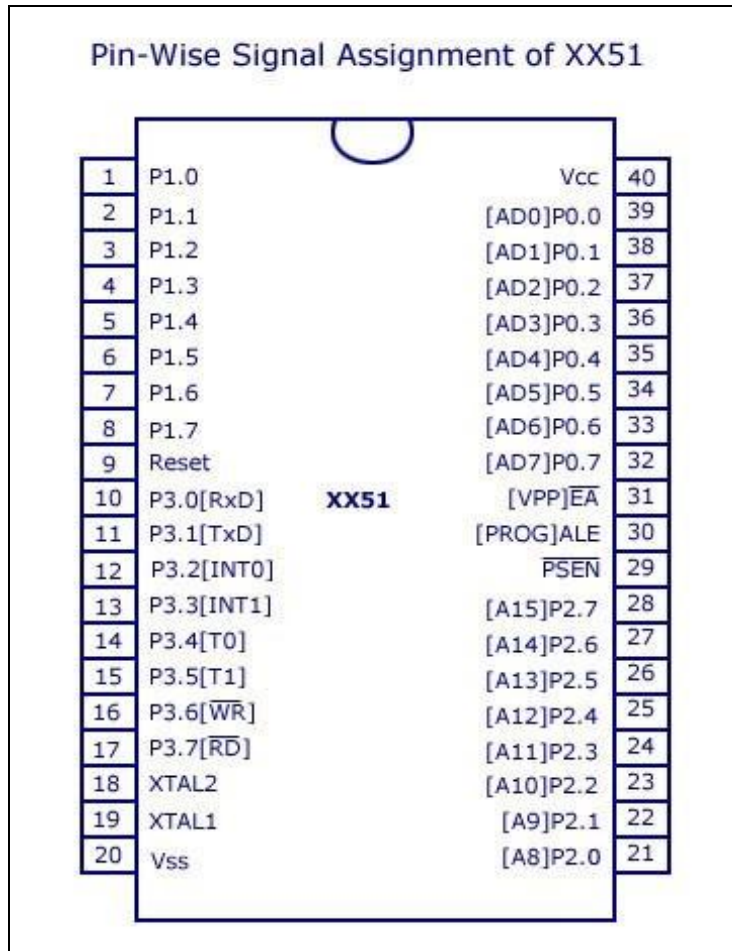 Pin-Wise Signal Assignment of XX51
1 P1.0 Vcc 40
2 P1.1 [AD0]P0.0 39
3 P1.2 [AD1]P0.1 38
4 P1.3 [AD2]P0.2 37
5 P1.4 [AD3]P0.3 36
6 P1.5 [AD4]P0.4 35
7 P1.6 [AD5]P0.5 34
8 P1.7 [AD6]P0.6 33
9 Reset [AD7]P0.7 32
10 P3.0[RxD] XX51 [VPP]E̅A̅ 31
11 P3.1[TxD] [PROG]ALE 30
12 P3.2[INT0] P̅S̅E̅N̅ 29
13 P3.3[INT1] [A15]P2.7 28
14 P3.4[T0] [A14]P2.6 27
15 P3.5[T1] [A13]P2.5 26
16 P3.6[W̅R̅] [A12]P2.4 25
17 P3.7[R̅D̅] [A11]P2.3 24
18 XTAL2 [A10]P2.2 23
19 XTAL1 [A9]P2.1 22
20 Vss [A8]P2.0 21